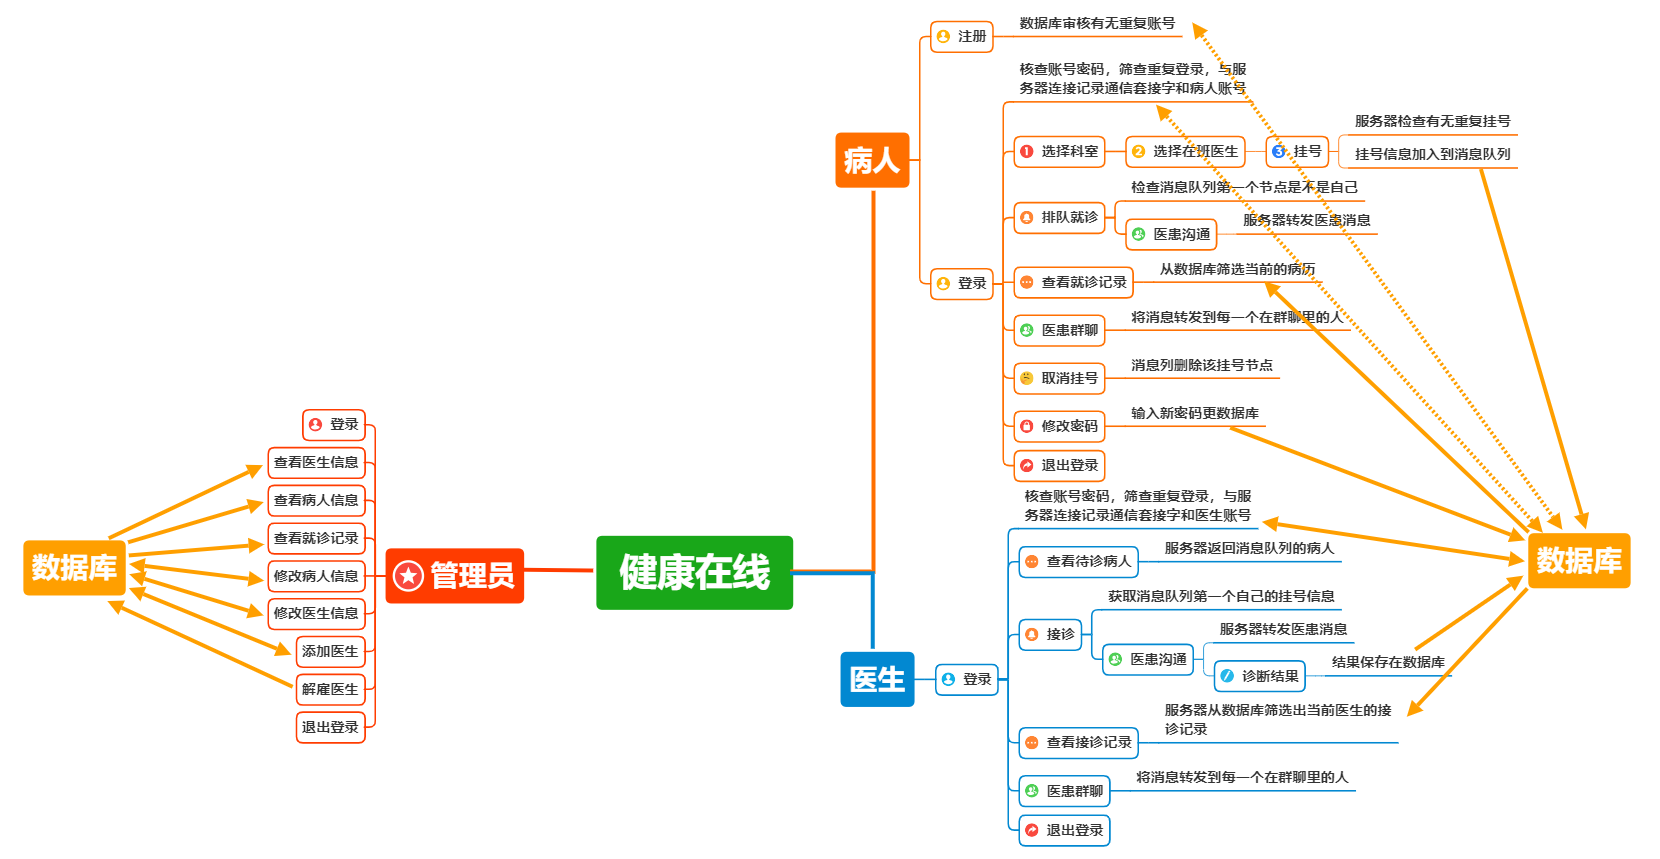 健康在线
病人
注册
数据库审核有无重复账号
登录
核查账号密码，筛查重复登录，与服
务器连接记录通信套接字和病人账号
1 选择科室
2 选择在班医生
3 挂号
服务器检查有无重复挂号
挂号信息加入到消息队列
排队就诊
检查消息队列第一个节点是不是自己
医患沟通
服务器转发医患消息
查看就诊记录
从数据库筛选当前的病历
医患群聊
将消息转发到每一个在群聊里的人
取消挂号
消息列删除该挂号节点
修改密码
输入新密码更数据库
退出登录
医生
登录
核查账号密码，筛查重复登录，与服
务器连接记录通信套接字和医生账号
查看待诊病人
服务器返回消息队列的病人
接诊
获取消息队列第一个自己的挂号信息
医患沟通
服务器转发医患消息
诊断结果
结果保存在数据库
查看接诊记录
服务器从数据库筛选出当前医生的接
诊记录
医患群聊
将消息转发到每一个在群聊里的人
退出登录
数据库
管理员
登录
查看医生信息
查看病人信息
查看就诊记录
修改病人信息
修改医生信息
添加医生
解雇医生
退出登录
数据库